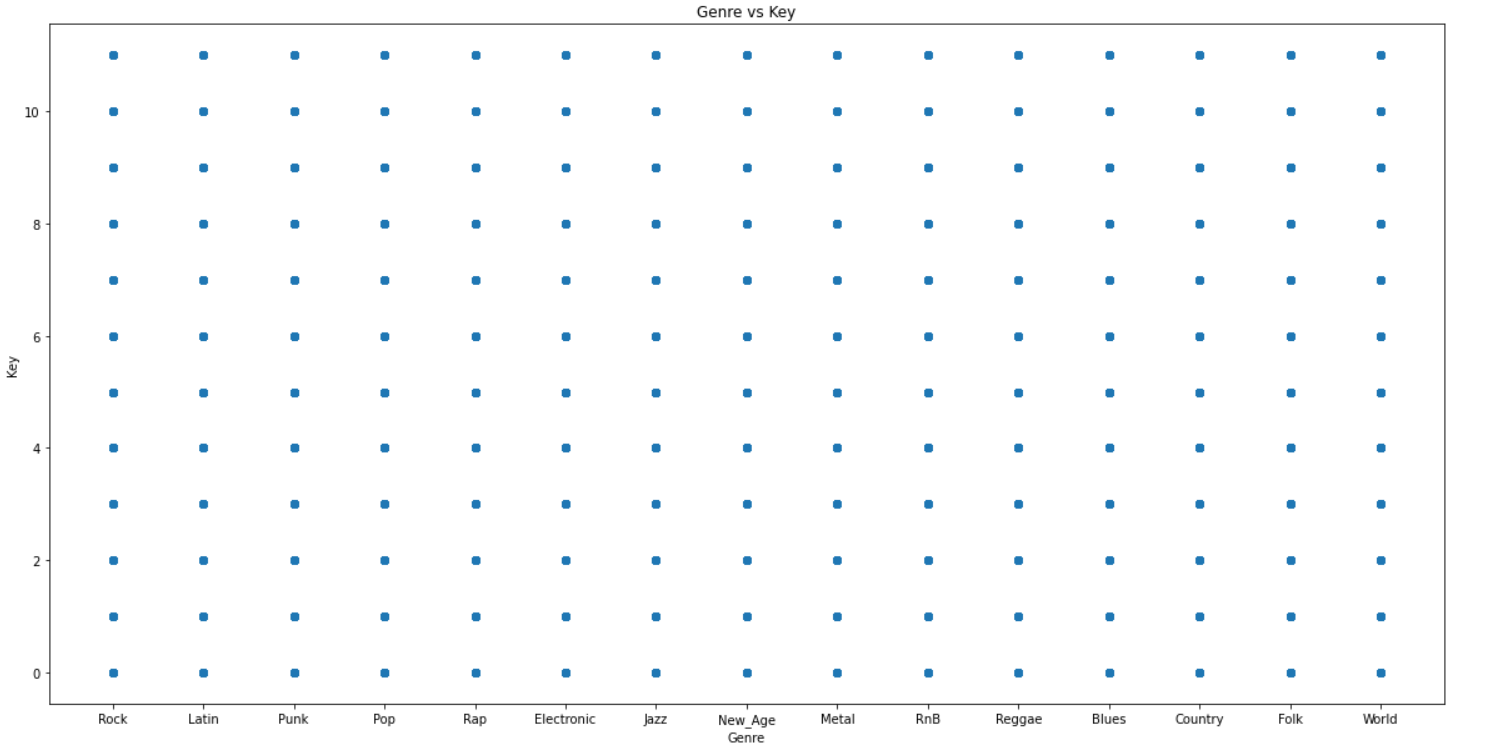 Genre vs Key
10
8
6
4
2
0
Key
Rock Latin Punk Pop Rap Electronic Jazz New_Age Metal RnB Reggae Blues Country Folk World
Genre